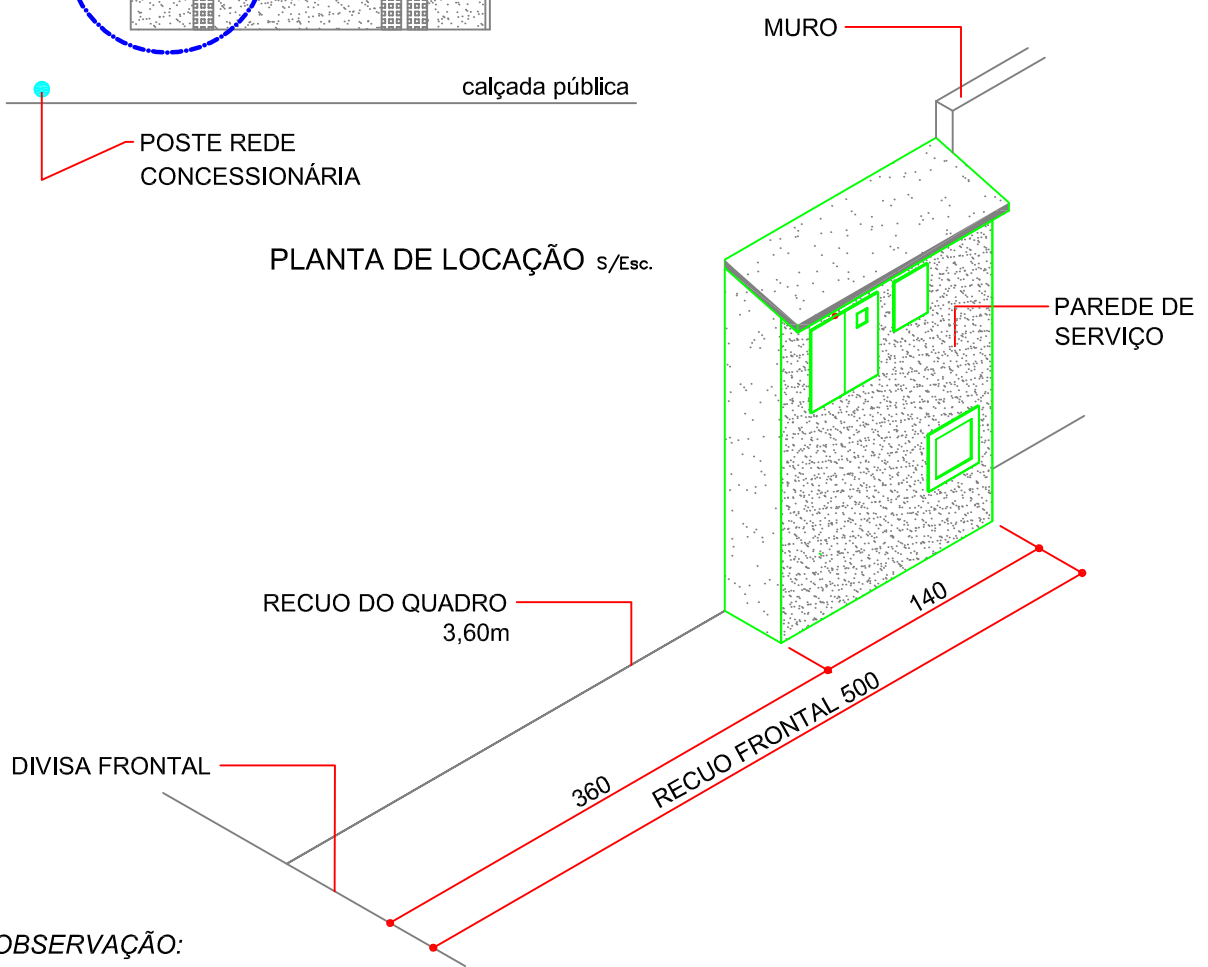 MURO
calçada pública
POSTE REDE
CONCESSIONÁRIA
PLANTA DE LOCAÇÃO S/Esc.
PAREDE DE
SERVIÇO
RECUO DO QUADRO
3,60m
140
RECUO FRONTAL 500
360
DIVISA FRONTAL
OBSERVAÇÃO: